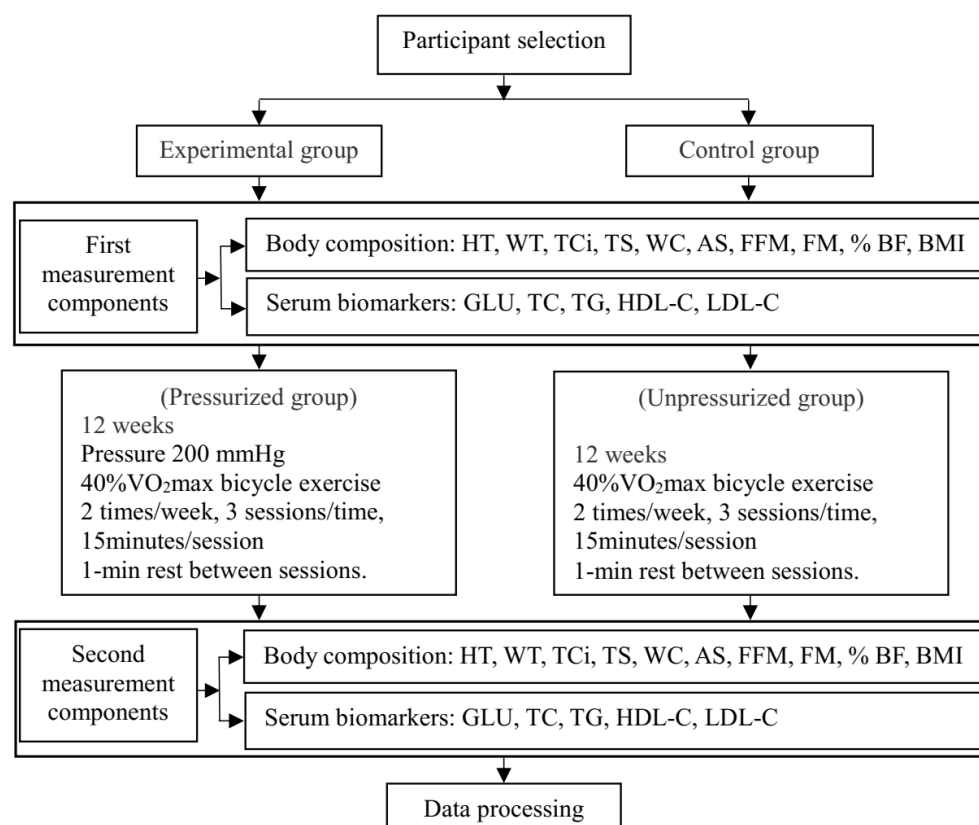 Participant selection
Experimental group
Control group
First
measurement
components
Body composition: HT, WT, TCi, TS, WC, AS, FFM, FM, % BF, BMI
Serum biomarkers: GLU, TC, TG, HDL-C, LDL-C
(Pressurized group)
12 weeks
Pressure 200 mmHg
40%VO₂max bicycle exercise
2 times/week, 3 sessions/time,
15minutes/session
1-min rest between sessions.
(Unpressurized group)
12 weeks
40%VO₂max bicycle exercise
2 times/week, 3 sessions/time,
15minutes/session
1-min rest between sessions.
Second
measurement
components
Body composition: HT, WT, TCi, TS, WC, AS, FFM, FM, % BF, BMI
Serum biomarkers: GLU, TC, TG, HDL-C, LDL-C
Data processing